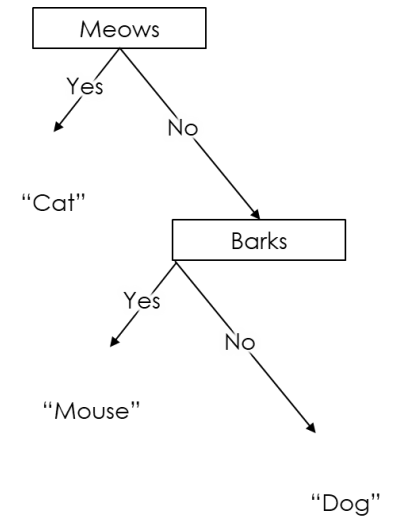 Meows
Yes
No
“Cat”
Barks
Yes
No
“Mouse”
“Dog”